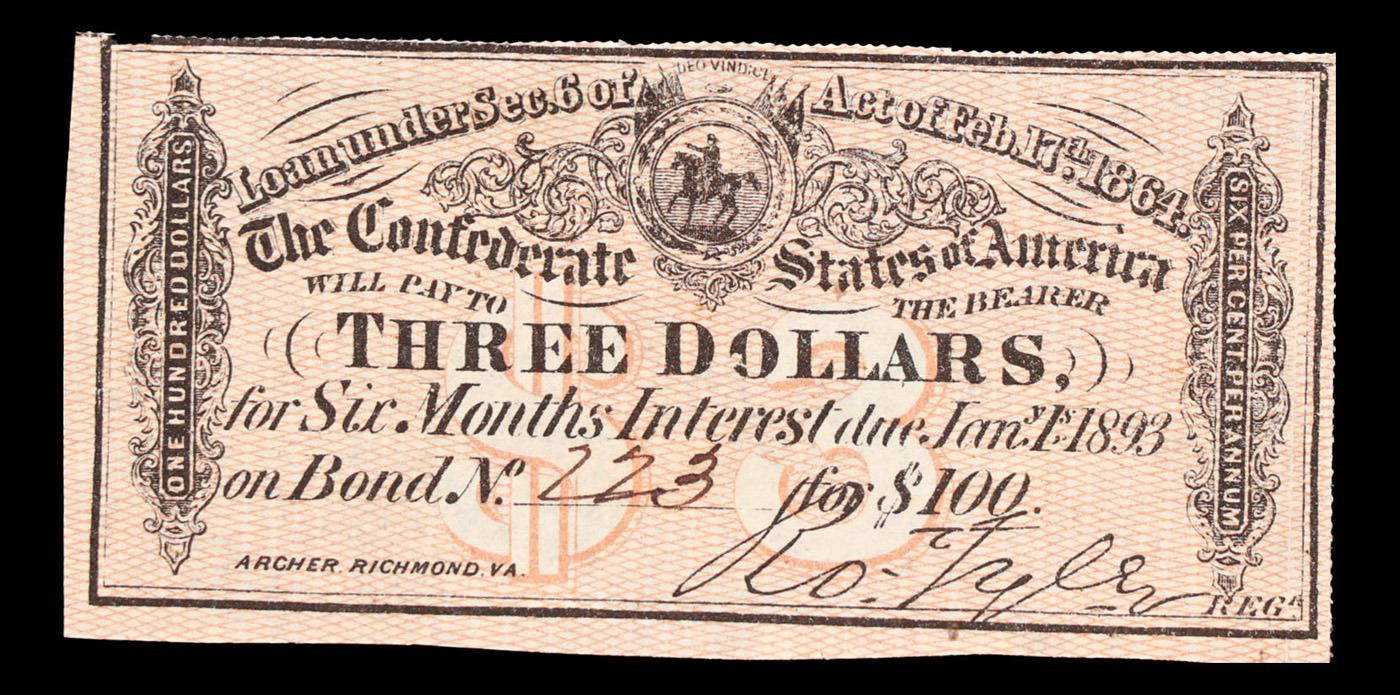 DEO VINDICE
Loan under Sec. 6 of Act of Feb. 17th. 1864.
The Confederate States of America
WILL PAY TO THE BEARER
THREE DOLLARS,
for Six Months Interest due Jany. 1st 1893
on Bond No. 223 for $100.
Ro. Tyler
REGR
ARCHER, RICHMOND, VA.
ONE HUNDRED DOLLARS
SIX PER CENT PER ANNUM
$3